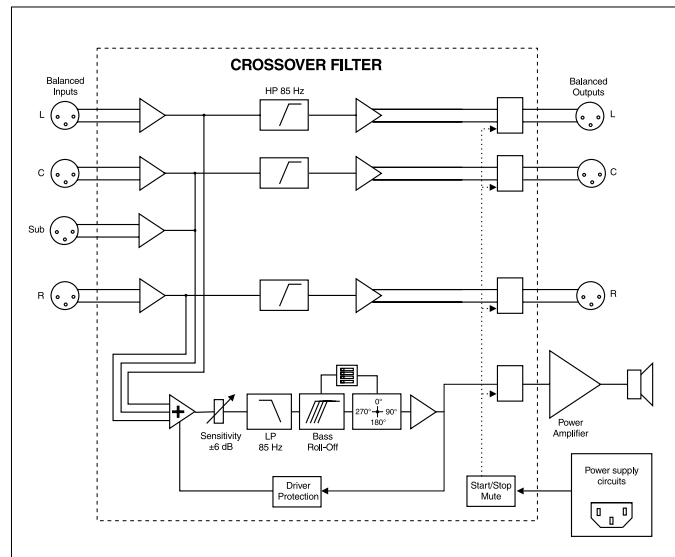 CROSSOVER FILTER
Balanced
Inputs
HP 85 Hz
Balanced
Outputs
L
L
C
C
Sub
R
R
0°
270°
90°
180°
Sensitivity
±6 dB
LP
85 Hz
Bass
Roll-Off
Power
Amplifier
Driver
Protection
Start/Stop
Mute
Power supply
circuits